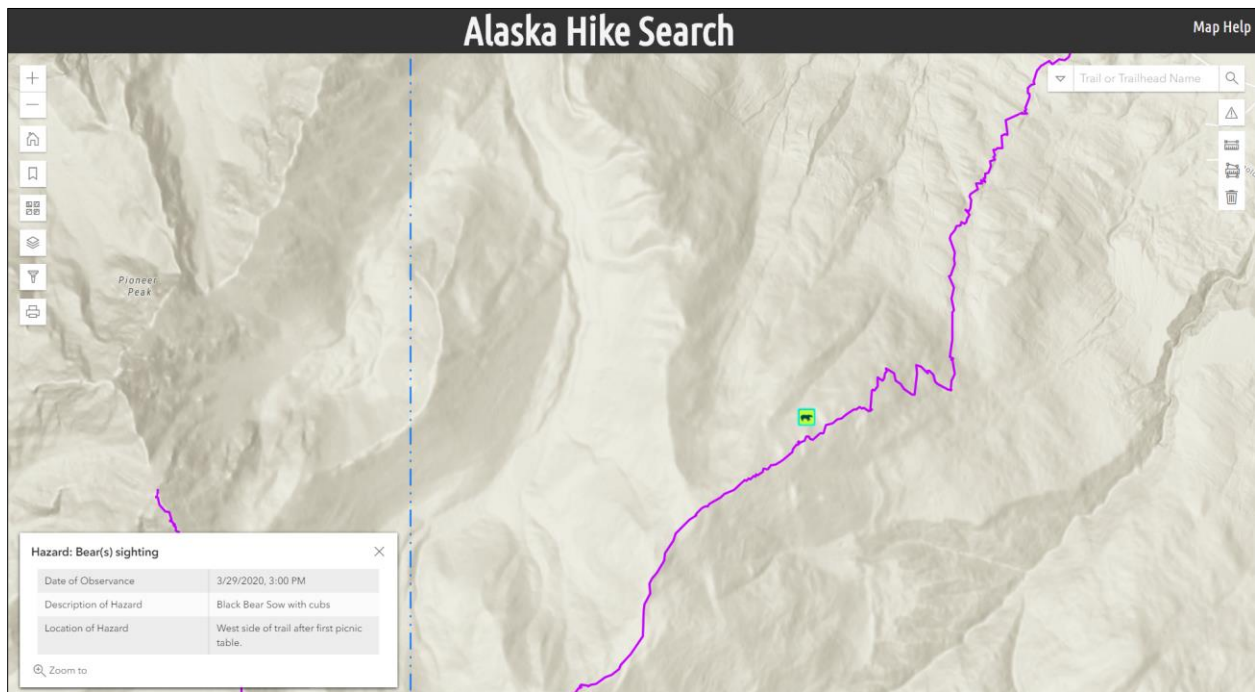 Alaska Hike Search
Map Help
Trail or Trailhead Name
Pioneer
Peak
Hazard: Bear(s) sighting
Date of Observance 3/29/2020, 3:00 PM
Description of Hazard Black Bear Sow with cubs
Location of Hazard West side of trail after first picnic
table.
Zoom to